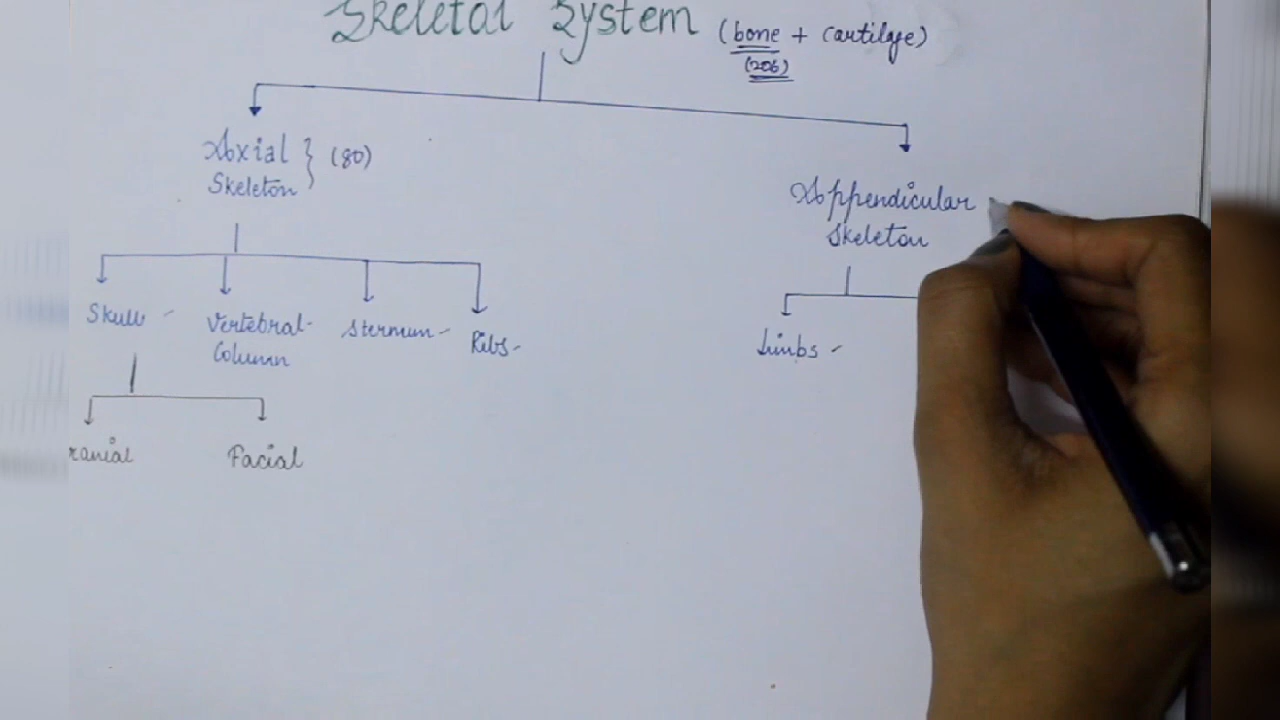 Skeletal System (bone + Cartilage)
(206)
Axial } (80)
Skeleton
Appendicular
Skeleton
Skull -
Vertebral-
Column
Sternum -
Ribs -
Limbs -
ranial
Facial